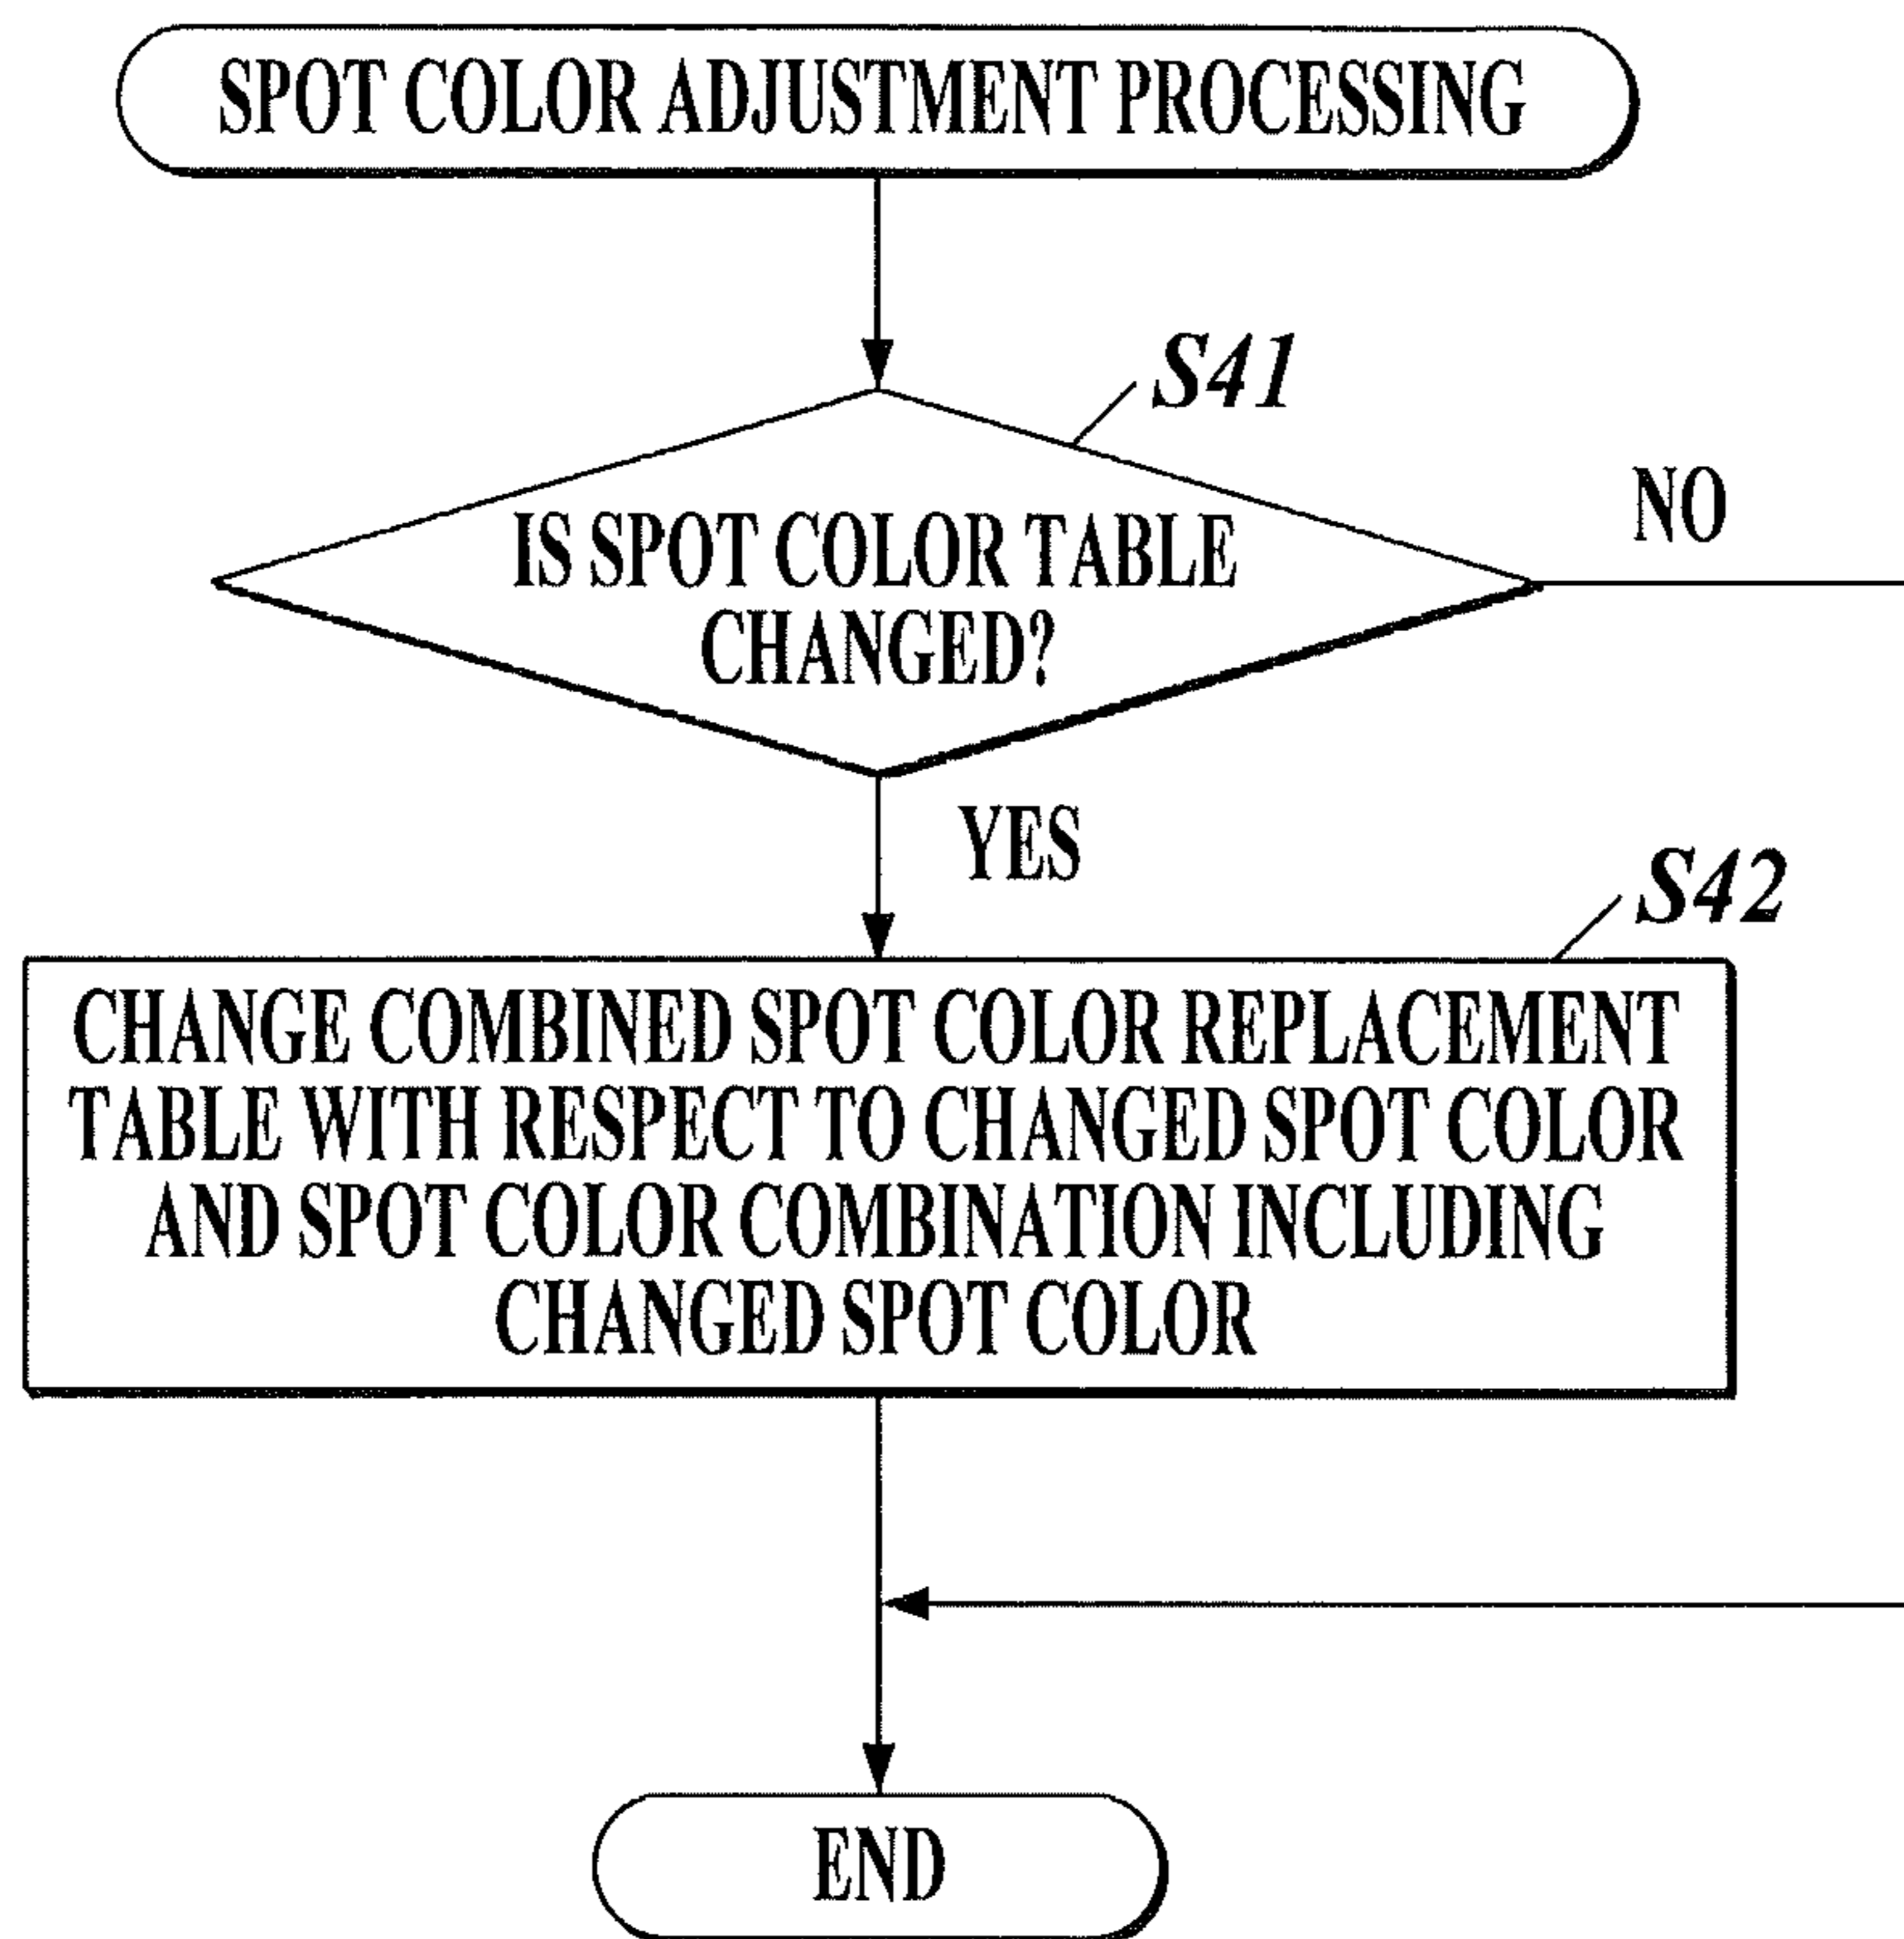 SPOT COLOR ADJUSTMENT PROCESSING
S41
IS SPOT COLOR TABLE
CHANGED?
NO
YES
S42
CHANGE COMBINED SPOT COLOR REPLACEMENT
TABLE WITH RESPECT TO CHANGED SPOT COLOR
AND SPOT COLOR COMBINATION INCLUDING
CHANGED SPOT COLOR
END